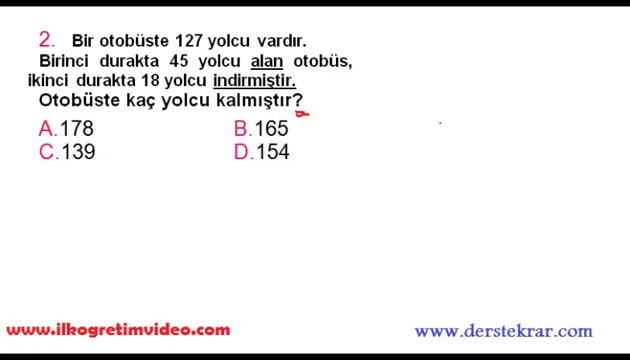 2. Bir otobüste 127 yolcu vardır.
Birinci durakta 45 yolcu alan otobüs,
ikinci durakta 18 yolcu indirmiştir.
Otobüste kaç yolcu kalmıştır?
A.178 B.165
C.139 D.154
www.ilkogretimvideo.com www.derstekrar.com